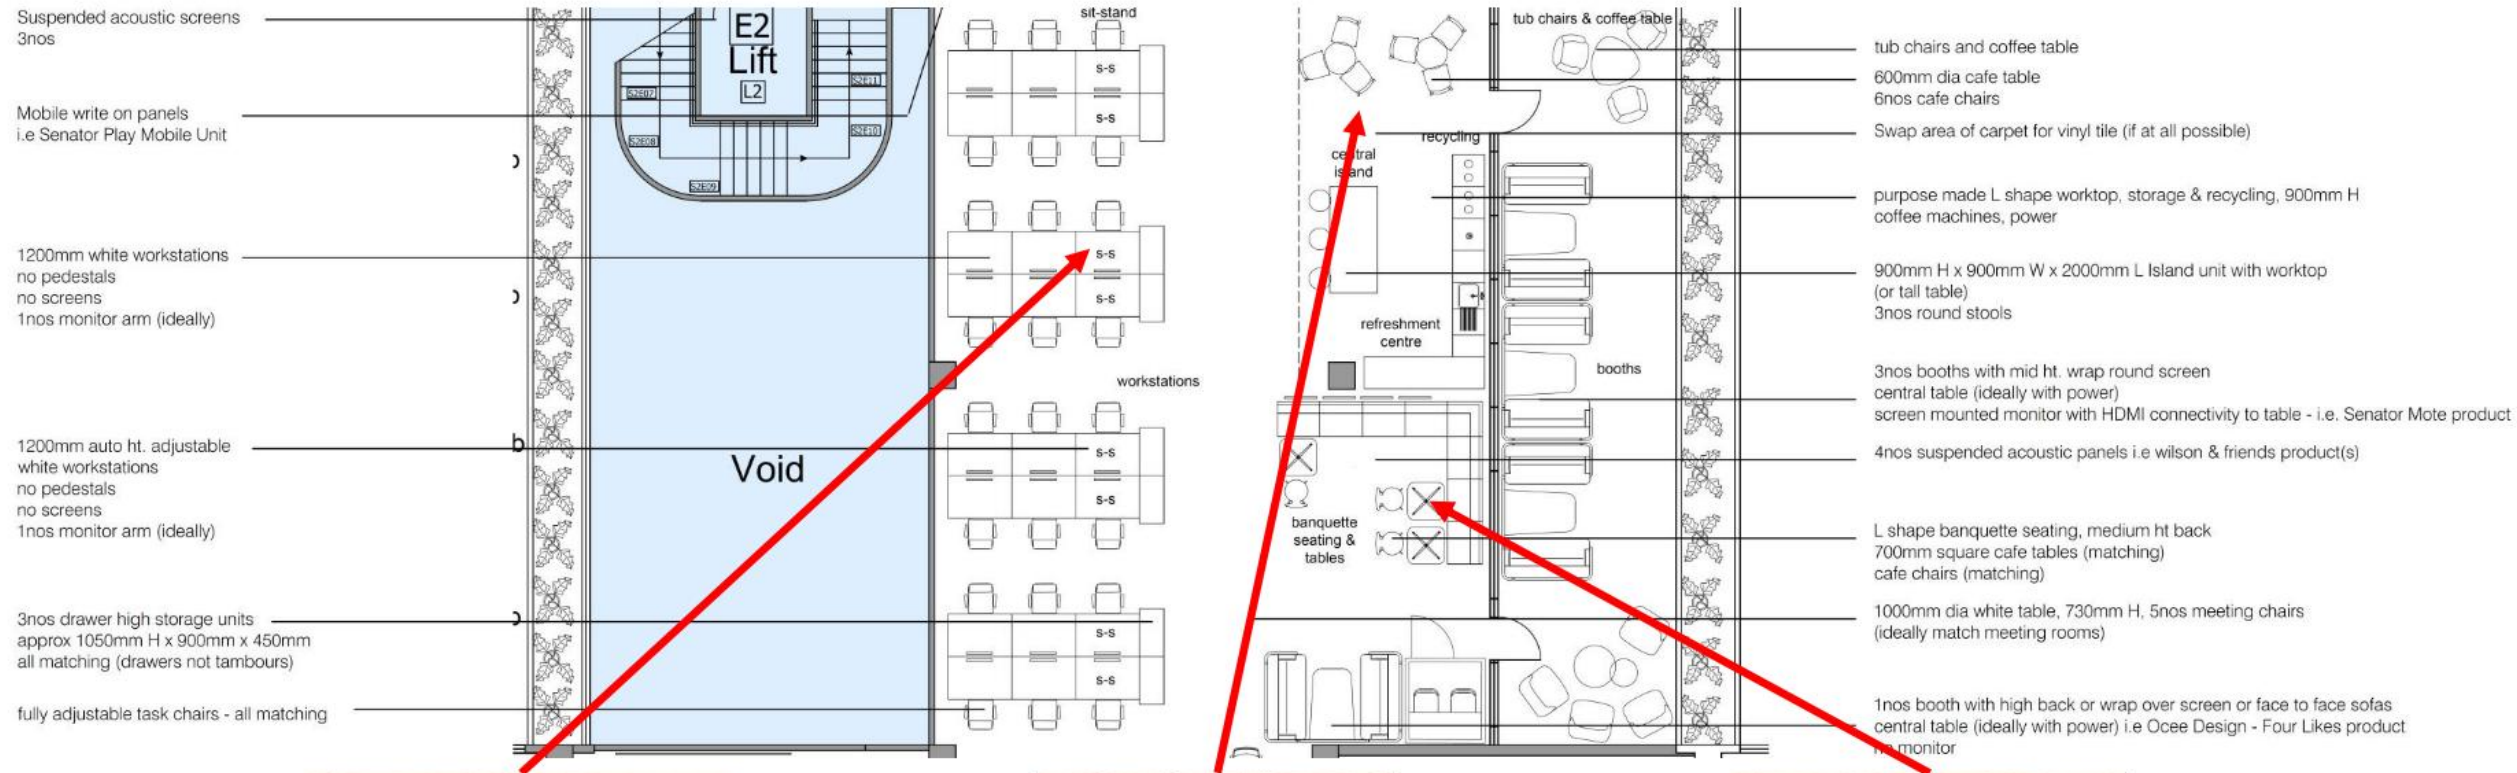 Suspended acoustic screens
3nos
Mobile write on panels
i.e Senator Play Mobile Unit
1200mm white workstations
no pedestals
no screens
1nos monitor arm (ideally)
1200mm auto ht. adjustable
white workstations
no pedestals
no screens
1nos monitor arm (ideally)
3nos drawer high storage units
approx 1050mm H x 900mm x 450mm
all matching (drawers not tambours)
fully adjustable task chairs - all matching
E2
Lift
L2
S2E07
S2E08
S2E09
S2E10
S2E11
Void
sit-stand
s-s
s-s
s-s
s-s
workstations
s-s
s-s
s-s
s-s
recycling
central
island
refreshment
centre
banquette
seating &
tables
tub chairs & coffee table
booths
tub chairs and coffee table
600mm dia cafe table
6nos cafe chairs
Swap area of carpet for vinyl tile (if at all possible)
purpose made L shape worktop, storage & recycling, 900mm H
coffee machines, power
900mm H x 900mm W x 2000mm L Island unit with worktop
(or tall table)
3nos round stools
3nos booths with mid ht. wrap round screen
central table (ideally with power)
screen mounted monitor with HDMI connectivity to table - i.e. Senator Mote product
4nos suspended acoustic panels i.e wilson & friends product(s)
L shape banquette seating, medium ht back
700mm square cafe tables (matching)
cafe chairs (matching)
1000mm dia white table, 730mm H, 5nos meeting chairs
(ideally match meeting rooms)
1nos booth with high back or wrap over screen or face to face sofas
central table (ideally with power) i.e Ocee Design - Four Likes product
no monitor